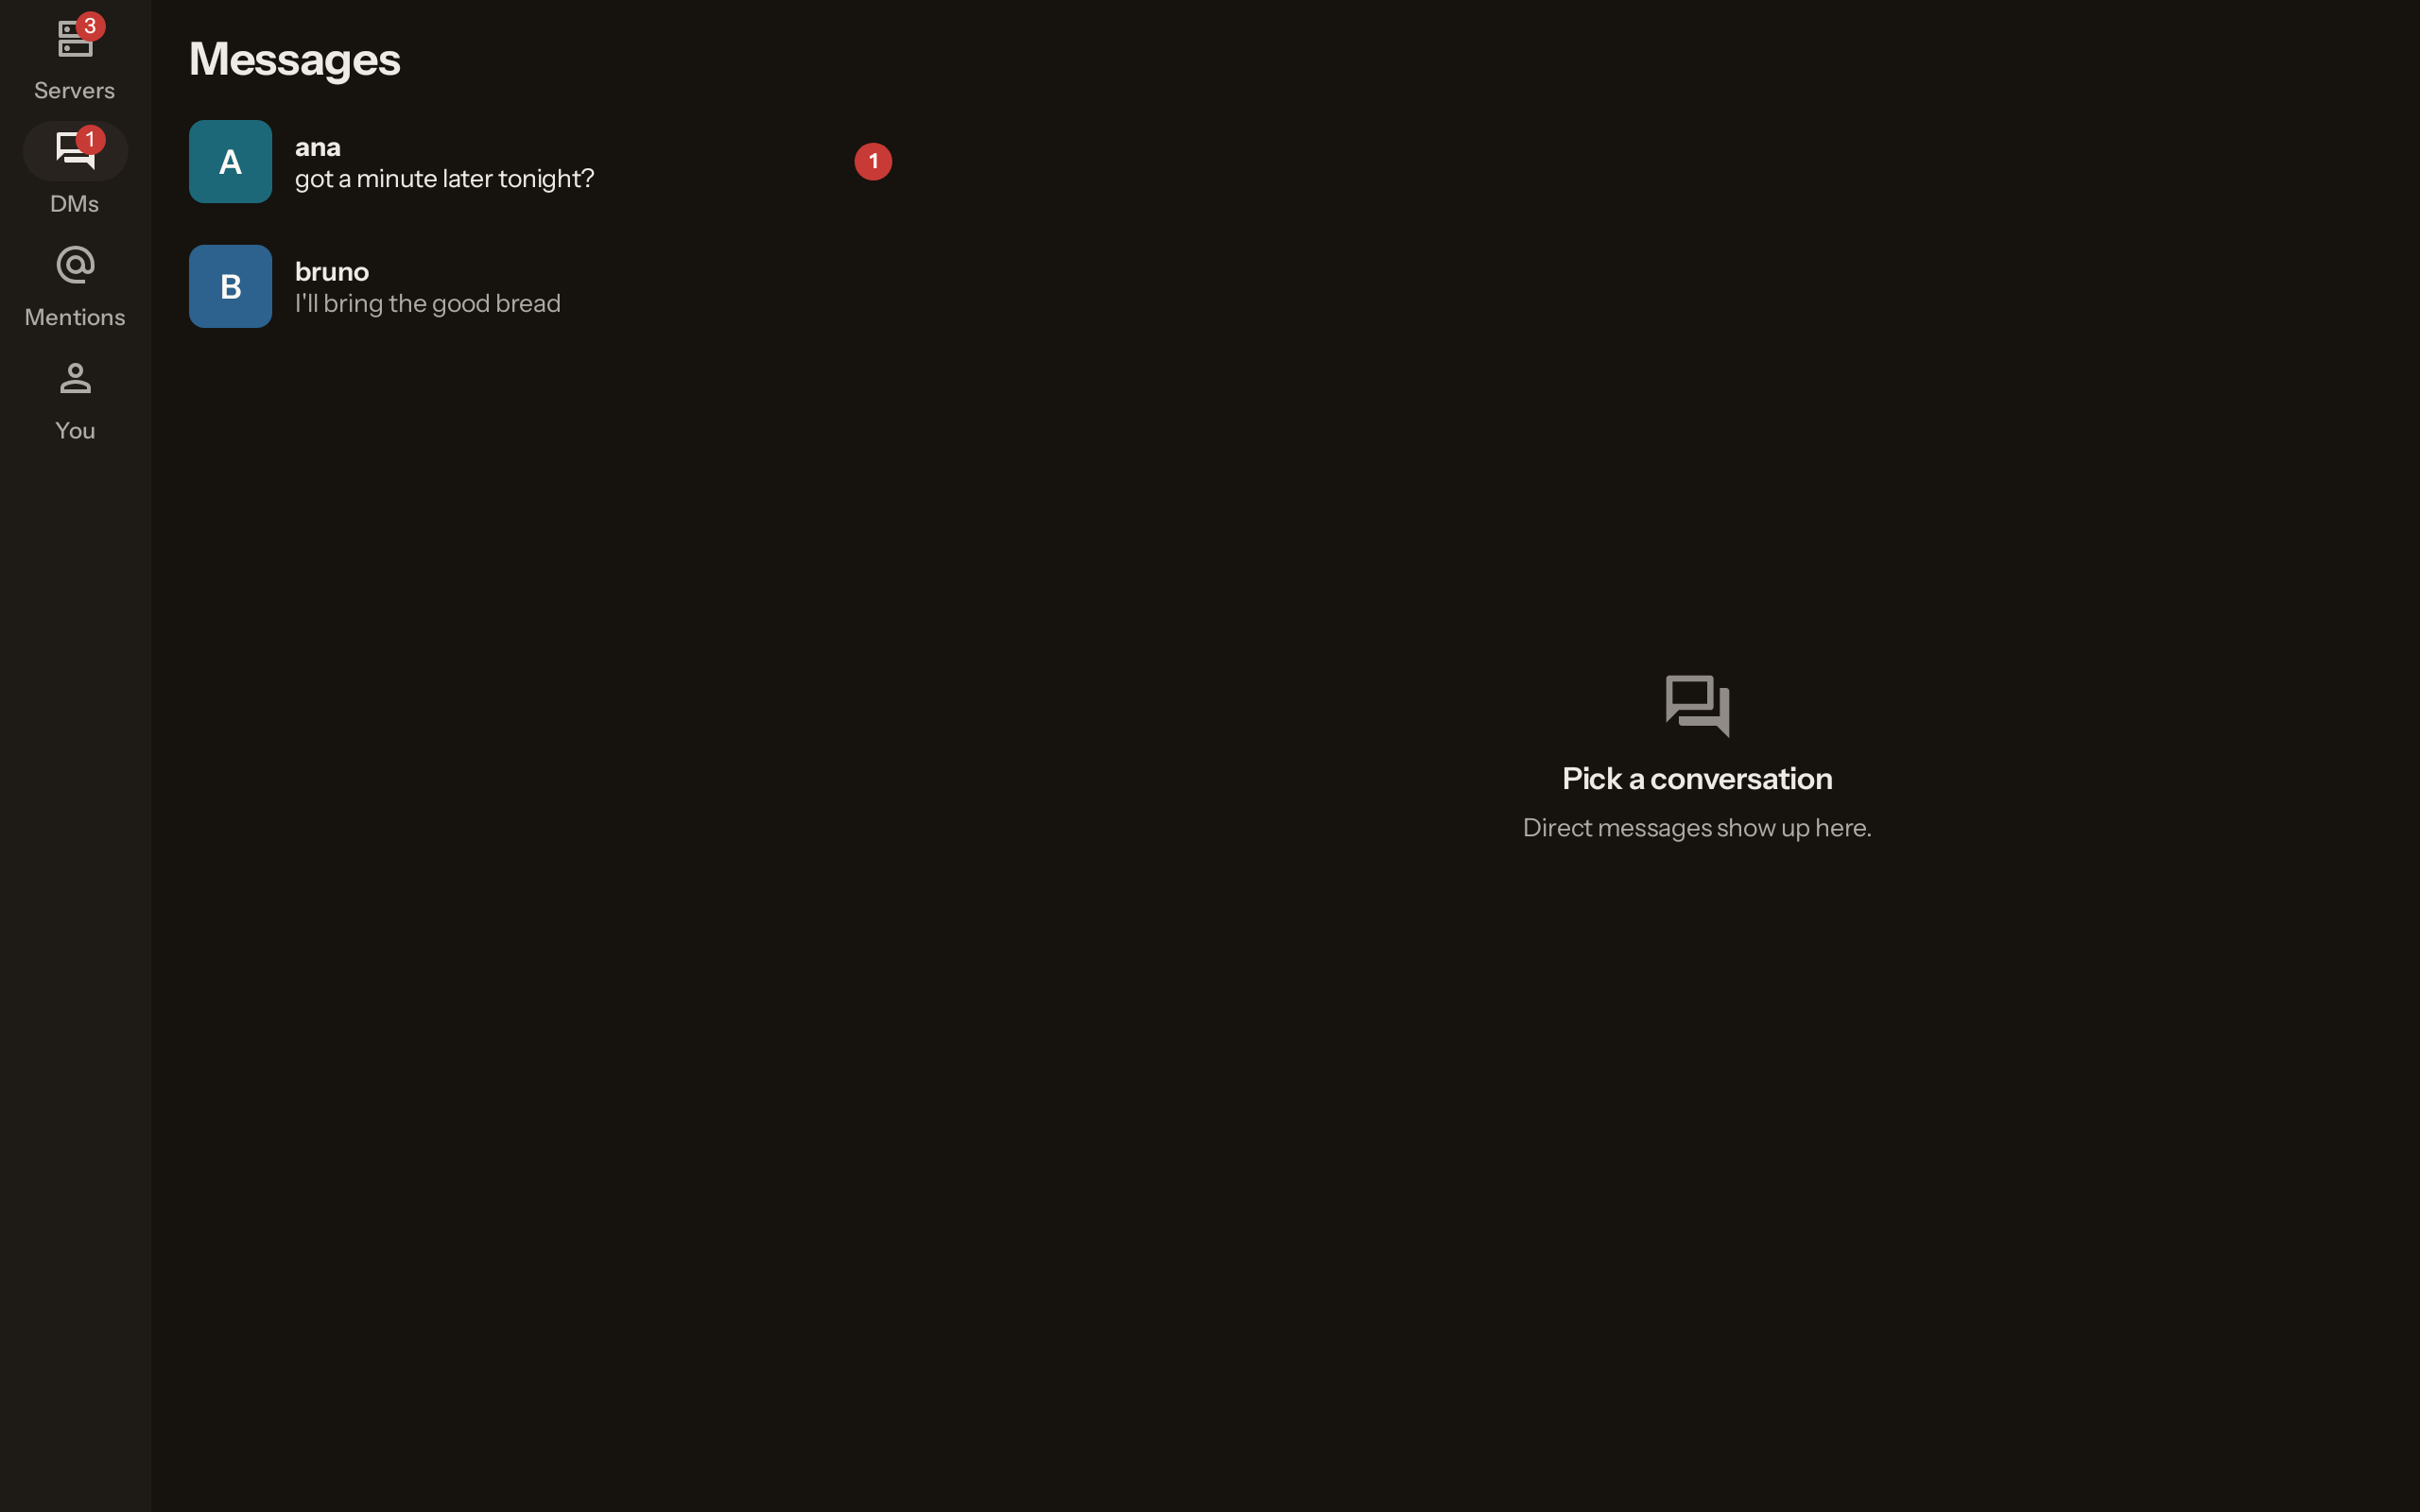 3
Servers
1
DMs
Mentions
You
Messages
A
ana
got a minute later tonight?
1
B
bruno
I'll bring the good bread
Pick a conversation
Direct messages show up here.